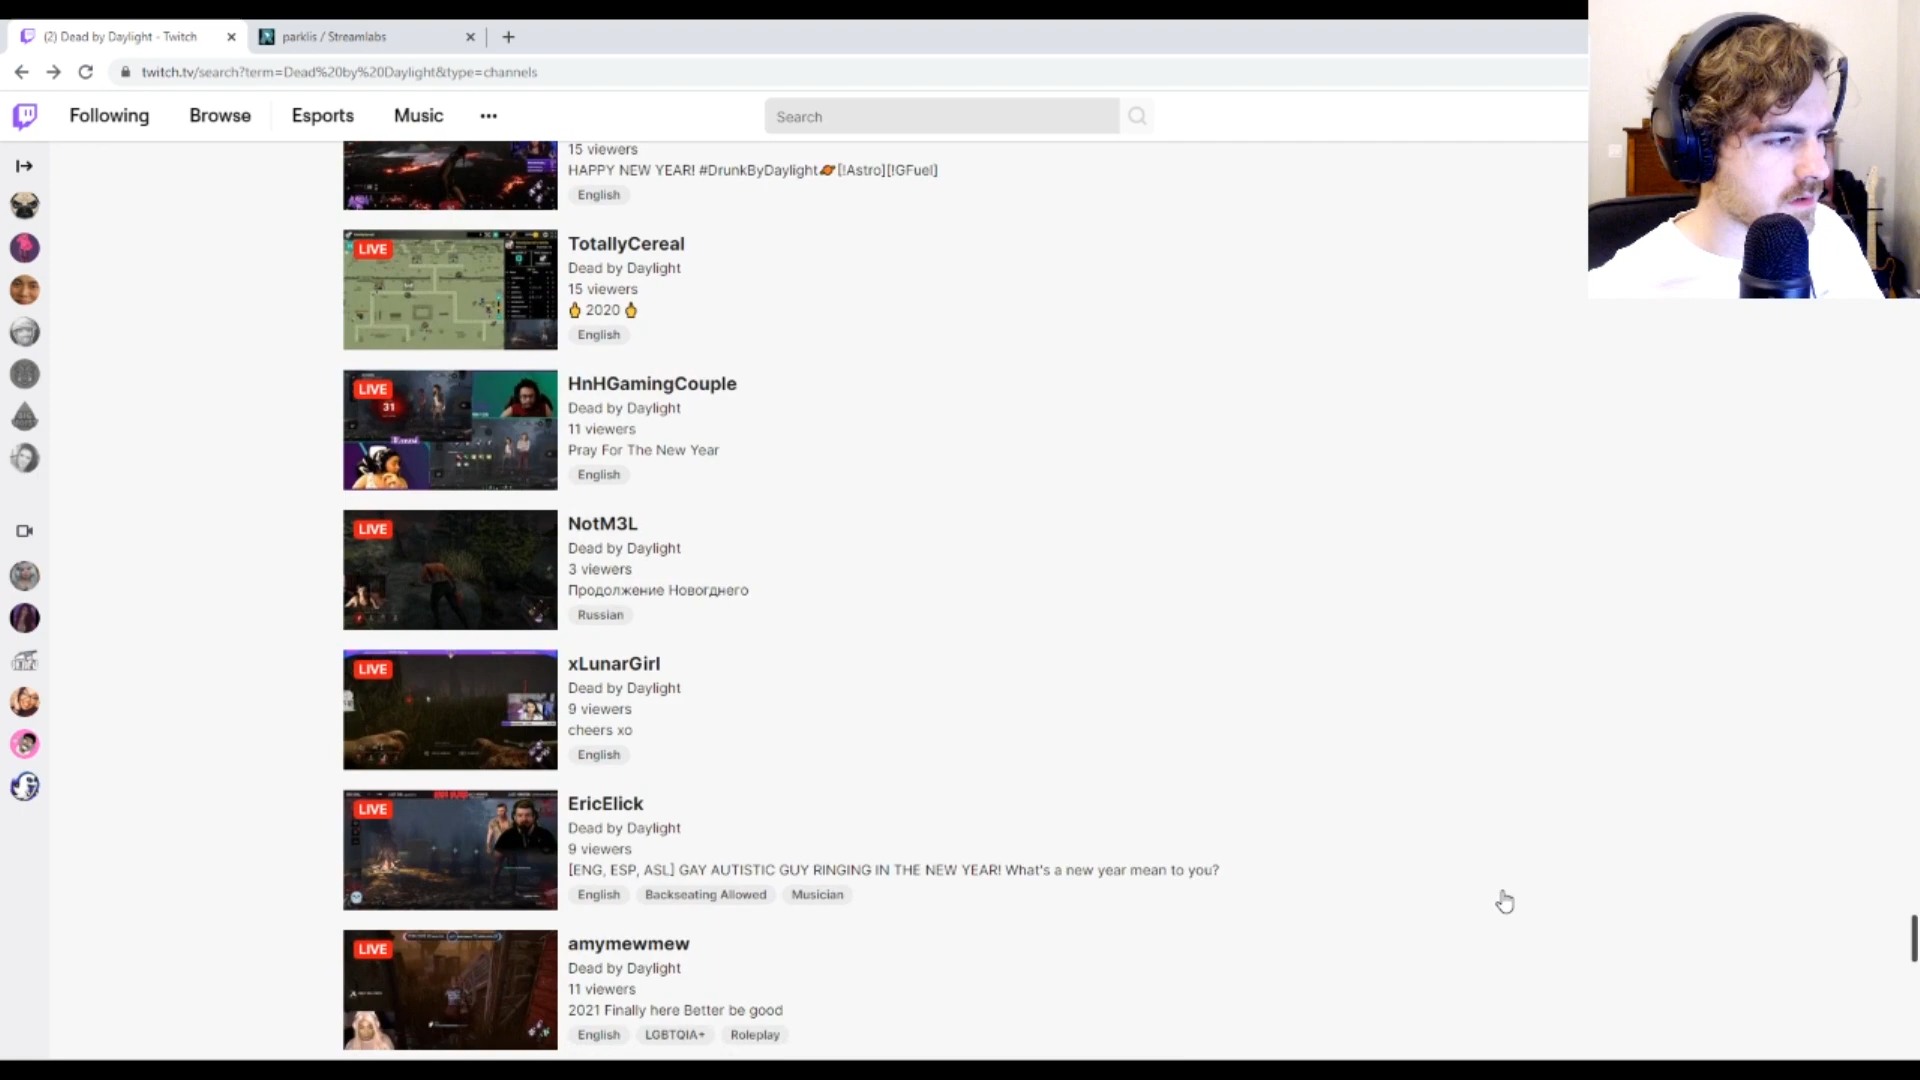 (2) Dead by Daylight - Twitch
parklis / Streamlabs
twitch.tv/search?term=Dead%20by%20Daylight&type=channels
Following
Browse
Esports
Music
Search
15 viewers
HAPPY NEW YEAR! #DrunkByDaylight🪐[!Astro][!GFuel]
English
LIVE
TotallyCereal
Dead by Daylight
15 viewers
🖕 2020 🖕
English
LIVE
31
HnHGamingCouple
Dead by Daylight
11 viewers
Pray For The New Year
English
LIVE
NotM3L
Dead by Daylight
3 viewers
Продолжение Новогднего
Russian
LIVE
xLunarGirl
Dead by Daylight
9 viewers
cheers xo
English
LIVE
EricElick
Dead by Daylight
9 viewers
[ENG, ESP, ASL] GAY AUTISTIC GUY RINGING IN THE NEW YEAR! What's a new year mean to you?
English
Backseating Allowed
Musician
LIVE
amymewmew
Dead by Daylight
11 viewers
2021 Finally here Better be good
English
LGBTQIA+
Roleplay